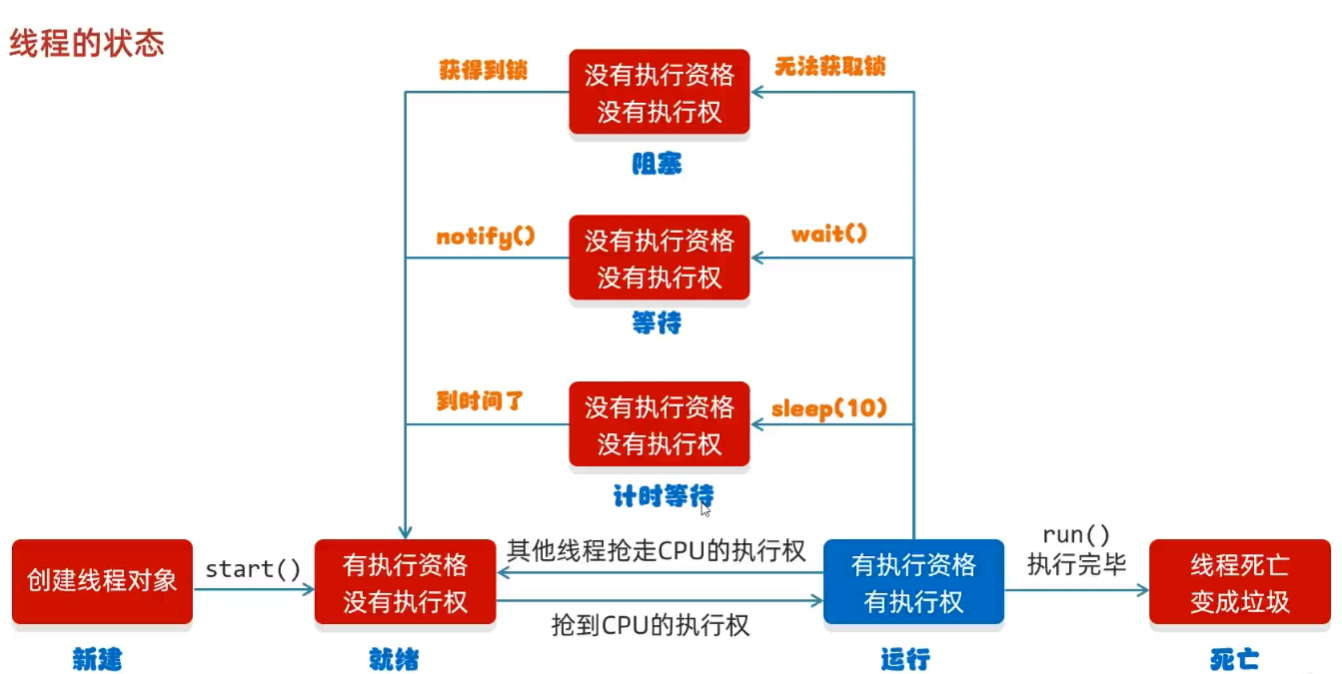 线程的状态
获得到锁
没有执行资格
没有执行权
无法获取锁
阻塞
notify()
没有执行资格
没有执行权
wait()
等待
到时间了
没有执行资格
没有执行权
sleep(10)
计时等待
创建线程对象
start()
有执行资格
没有执行权
其他线程抢走CPU的执行权
抢到CPU的执行权
有执行资格
有执行权
run()
执行完毕
线程死亡
变成垃圾
新建
就绪
运行
死亡